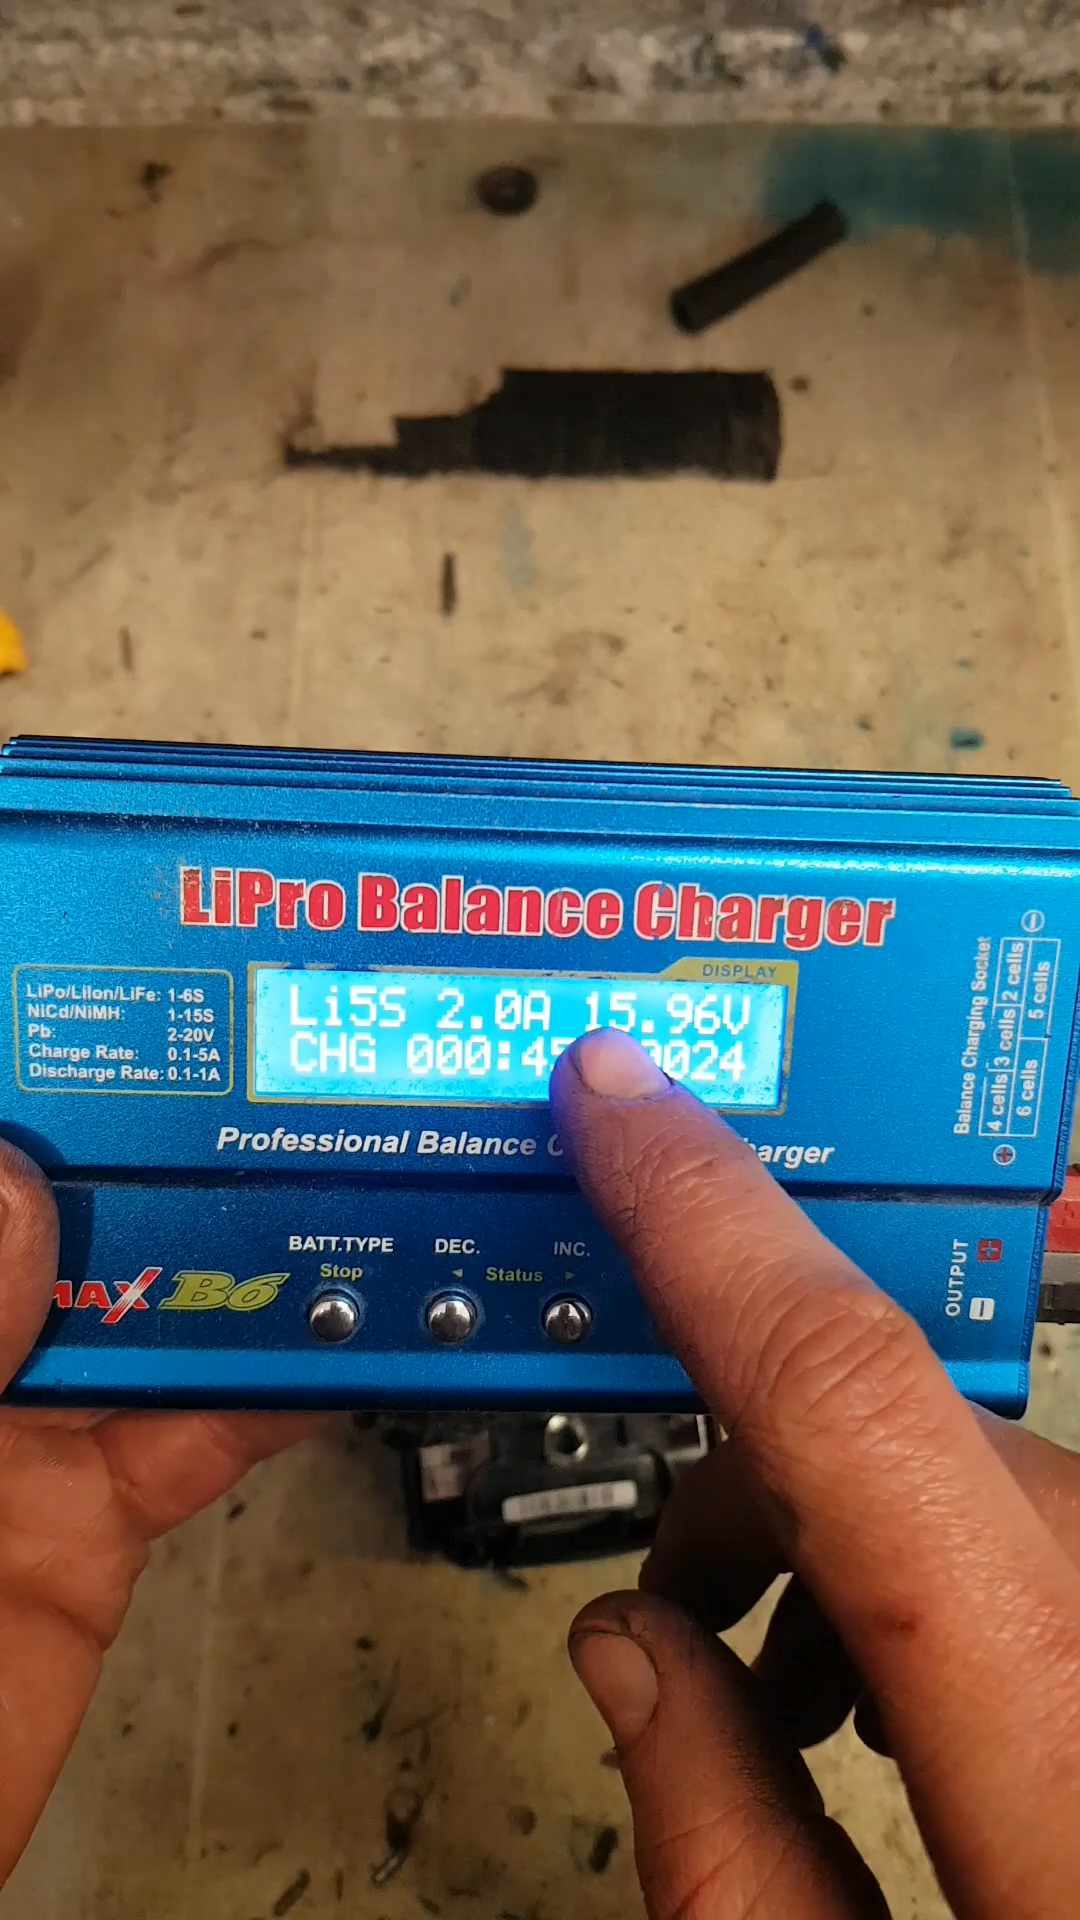 LiPro Balance Charger
DISPLAY
LiPo/LiIon/LiFe: 1-6S
NiCd/NiMH: 1-15S
Pb: 2-20V
Charge Rate: 0.1-5A
Discharge Rate: 0.1-1A
Li5S 2.0A 15.96V
CHG 000:45 0024
Professional Balance
Balance Charging Socket
4 cells 3 cells 2 cells
6 cells 5 cells
BATT.TYPE DEC. INC.
Stop ◄ Status ►
B6
OUTPUT